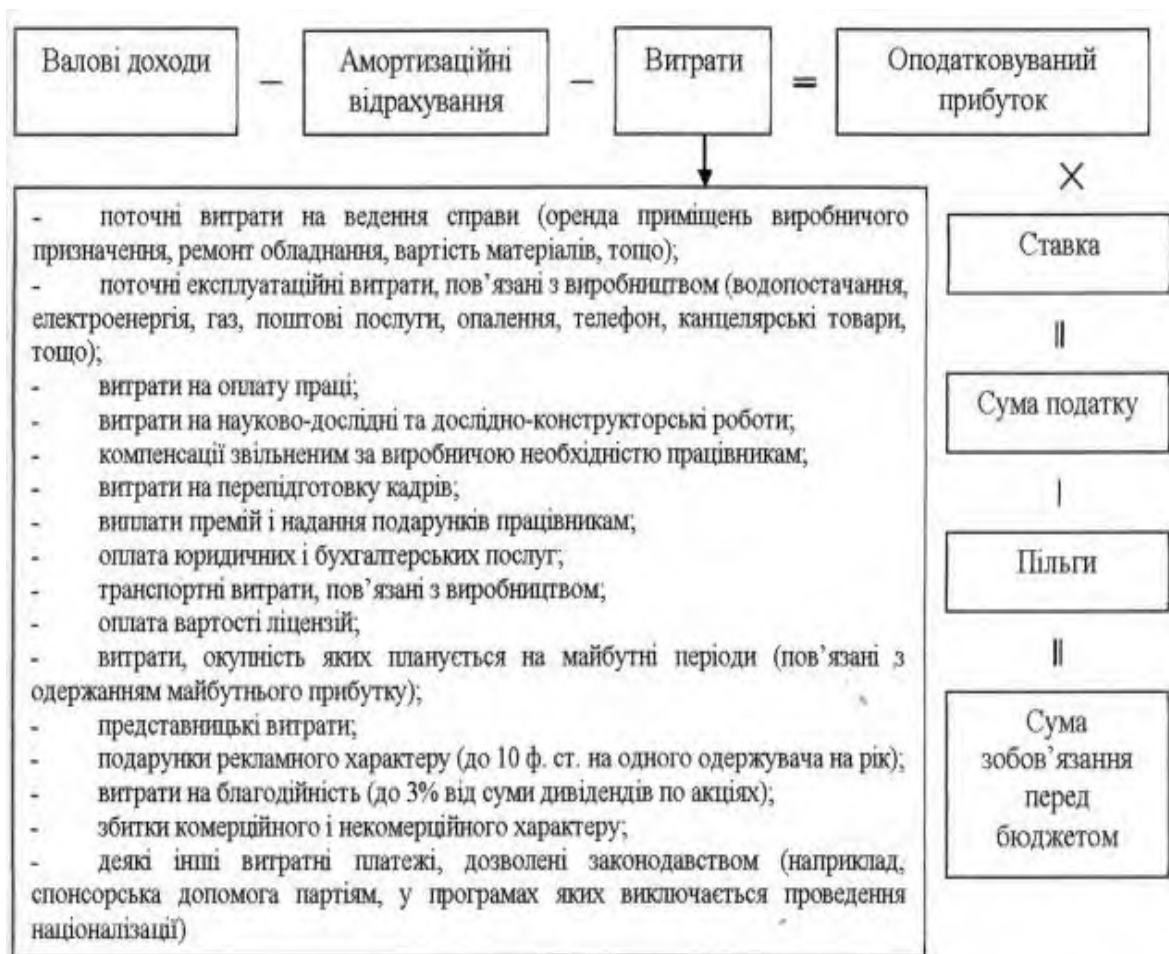 Валові доходи
–
Амортизаційні
відрахування
–
Витрати
=
Оподатковуваний
прибуток
×
Ставка
||
Сума податку
|
Пільги
||
Сума
зобов’язання
перед
бюджетом
- поточні витрати на ведення справи (оренда приміщень виробничого
призначення, ремонт обладнання, вартість матеріалів, тощо);
- поточні експлуатаційні витрати, пов’язані з виробництвом (водопостачання,
електроенергія, газ, поштові послуги, опалення, телефон, канцелярські товари,
тощо);
- витрати на оплату праці;
- витрати на науково-дослідні та дослідно-конструкторські роботи;
- компенсації звільненим за виробничою необхідністю працівникам;
- витрати на перепідготовку кадрів;
- виплати премій і надання подарунків працівникам;
- оплата юридичних і бухгалтерських послуг;
- транспортні витрати, пов’язані з виробництвом;
- оплата вартості ліцензій;
- витрати, окупність яких планується на майбутні періоди (пов’язані з
одержанням майбутнього прибутку);
- представницькі витрати;
- подарунки рекламного характеру (до 10 ф. ст. на одного одержувача на рік);
- витрати на благодійність (до 3% від суми дивідендів по акціях);
- збитки комерційного і некомерційного характеру;
- деякі інші витратні платежі, дозволені законодавством (наприклад,
спонсорська допомога партіям, у програмах яких виключається проведення
націоналізації)